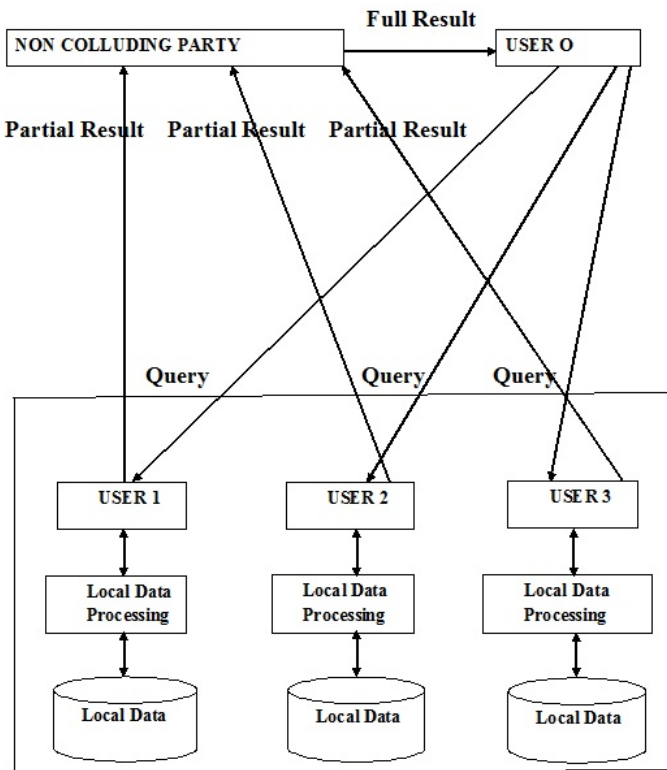 Full Result
NON COLLUDING PARTY
USER O
Partial Result
Partial Result
Partial Result
Query
Query
Query
USER 1
USER 2
USER 3
Local Data
Processing
Local Data
Processing
Local Data
Processing
Local Data
Local Data
Local Data